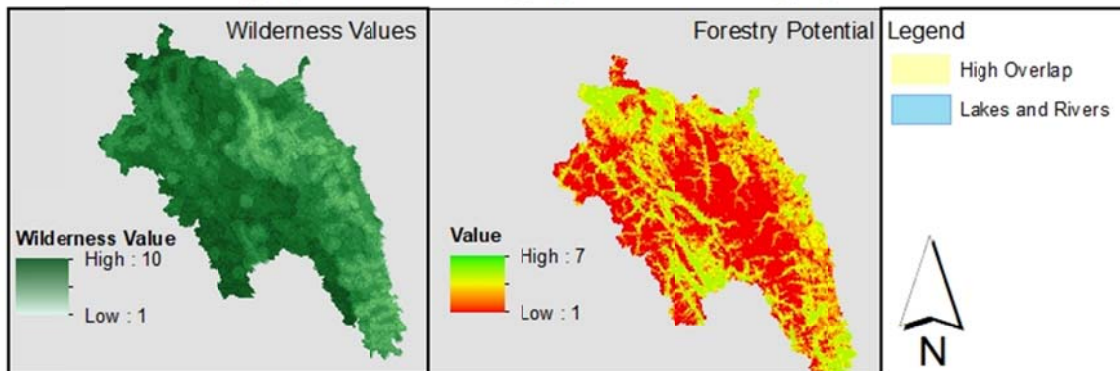 Wilderness Values
Wilderness Value
High : 10
Low : 1
Forestry Potential
Value
High : 7
Low : 1
Legend
High Overlap
Lakes and Rivers
N